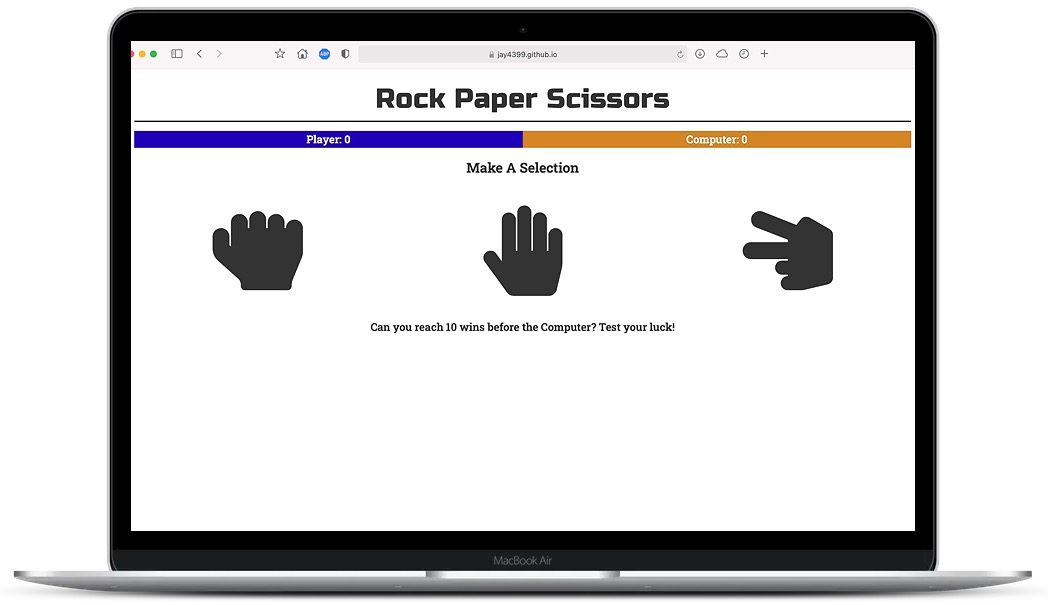 ABP
jay4399.github.io
Rock Paper Scissors
Player: 0
Computer: 0
Make A Selection
Can you reach 10 wins before the Computer? Test your luck!
MacBook Air